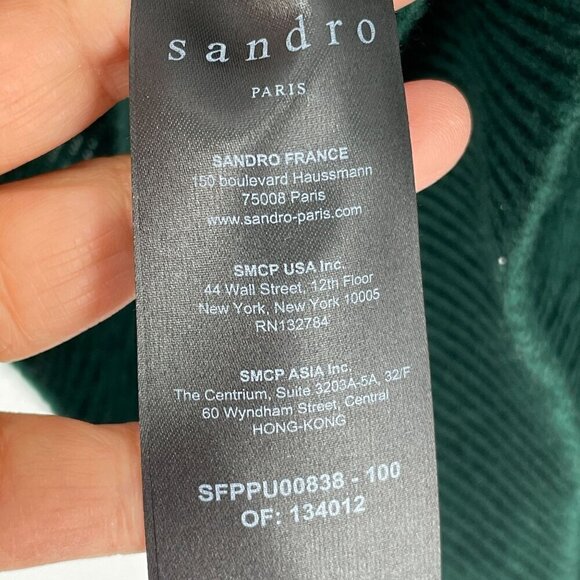 sandro
PARIS
SANDRO FRANCE
150 boulevard Haussmann
75008 Paris
www.sandro-paris.com
SMCP USA Inc.
44 Wall Street, 12th Floor
New York, New York 10005
RN132784
SMCP ASIA Inc.
The Centrium, Suite 3203A-5A, 32/F
60 Wyndham Street, Central
HONG-KONG
SFPPU00838 - 100
OF: 134012